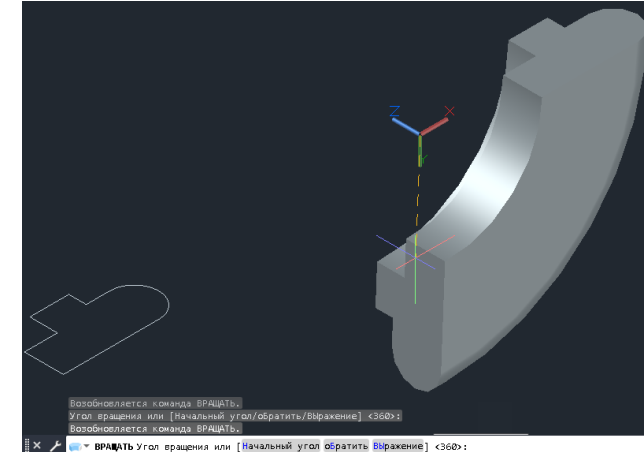 Z
X
Y
Возобновляется команда ВРАЩАТЬ.
Угол вращения или [Начальный угол/обРатить/ВЫражение] <360>:
Возобновляется команда ВРАЩАТЬ.
ВРАЩАТЬ Угол вращения или [Начальный угол обРатить ВЫражение] <360>: